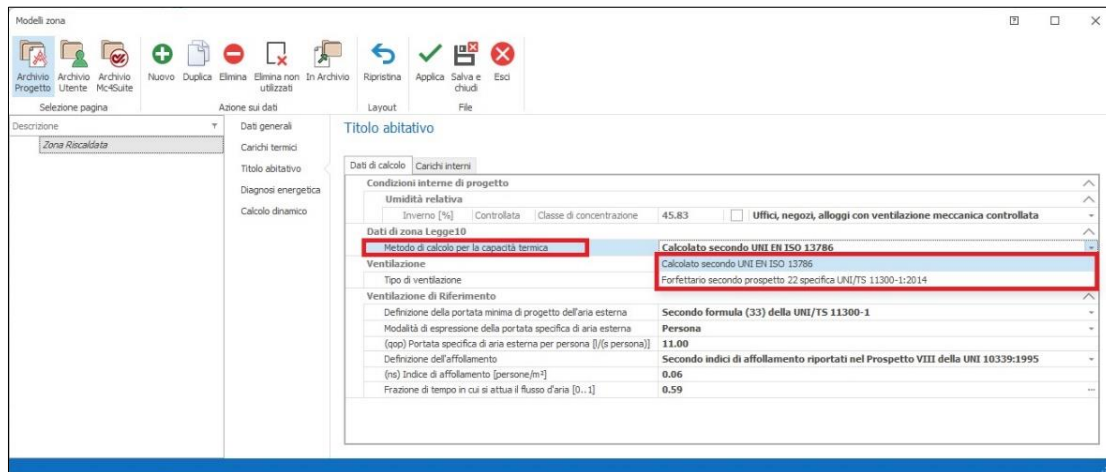 Modelli zona
Archivio Progetto
Archivio Utente
Archivio Mc4Suite
Nuovo
Duplica
Elimina
Elimina non utilizzati
In Archivio
Ripristina
Applica
Salva e chiudi
Esci
Selezione pagina
Azione sui dati
Layout
File
Descrizione
Zona Riscaldata
Dati generali
Carichi termici
Titolo abitativo
Diagnosi energetica
Calcolo dinamico
Titolo abitativo
Dati di calcolo Carichi interni
Condizioni interne di progetto
Umidità relativa
Inverno [%] Controllata Classe di concentrazione 45.83 Uffici, negozi, alloggi con ventilazione meccanica controllata
Dati di zona Legge10
Metodo di calcolo per la capacità termica Calcolato secondo UNI EN ISO 13786
Calcolato secondo UNI EN ISO 13786
Forfettario secondo prospetto 22 specifica UNI/TS 11300-1:2014
Ventilazione
Tipo di ventilazione
Ventilazione di Riferimento
Definizione della portata minima di progetto dell'aria esterna Secondo formula (33) della UNI/TS 11300-1
Modalità di espressione della portata specifica di aria esterna Persona
(qop) Portata specifica di aria esterna per persona [l/(s persona)] 11.00
Definizione dell'affollamento Secondo indici di affollamento riportati nel Prospetto VIII della UNI 10339:1995
(ns) Indice di affollamento [persone/m²] 0.06
Frazione di tempo in cui si attua il flusso d'aria [0..1] 0.59